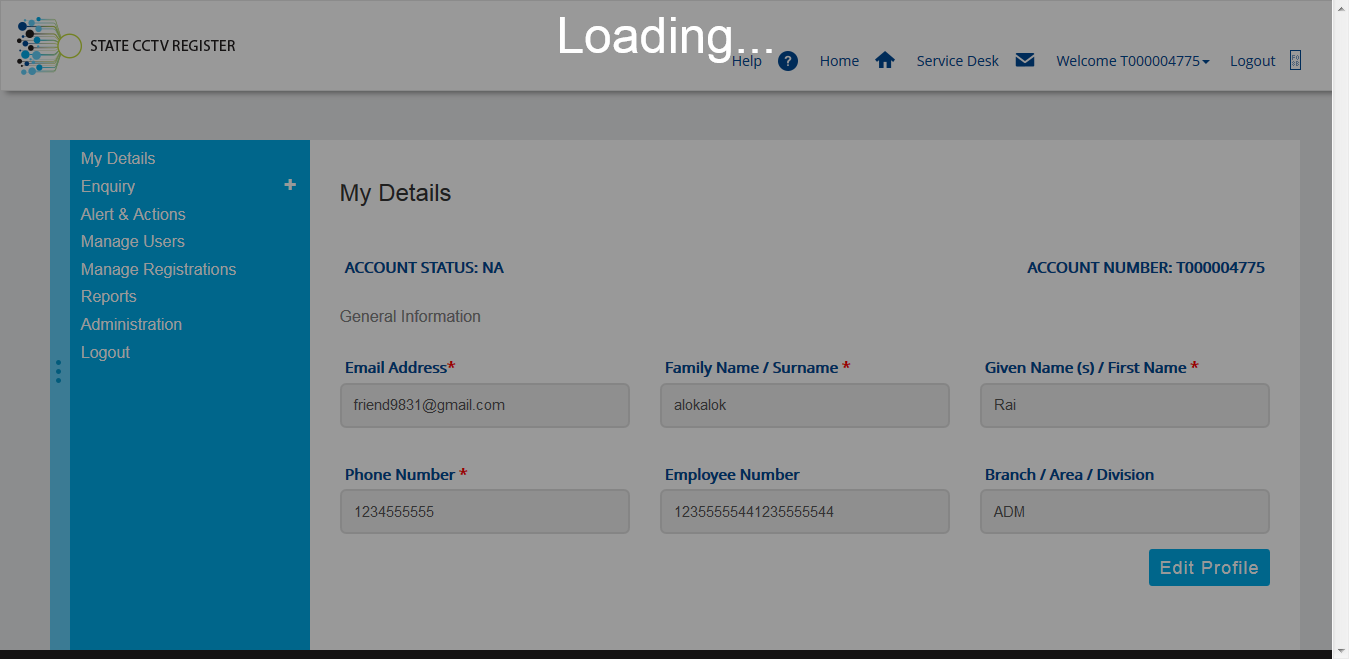 Loading...
STATE CCTV REGISTER
Help ? Home Service Desk Welcome T000004775 Logout
My Details
Enquiry +
Alert & Actions
Manage Users
Manage Registrations
Reports
Administration
Logout
My Details
ACCOUNT STATUS: NA ACCOUNT NUMBER: T000004775
General Information
Email Address* Family Name / Surname * Given Name (s) / First Name *
friend9831@gmail.com alokalok Rai
Phone Number * Employee Number Branch / Area / Division
1234555555 12355555441235555544 ADM
Edit Profile